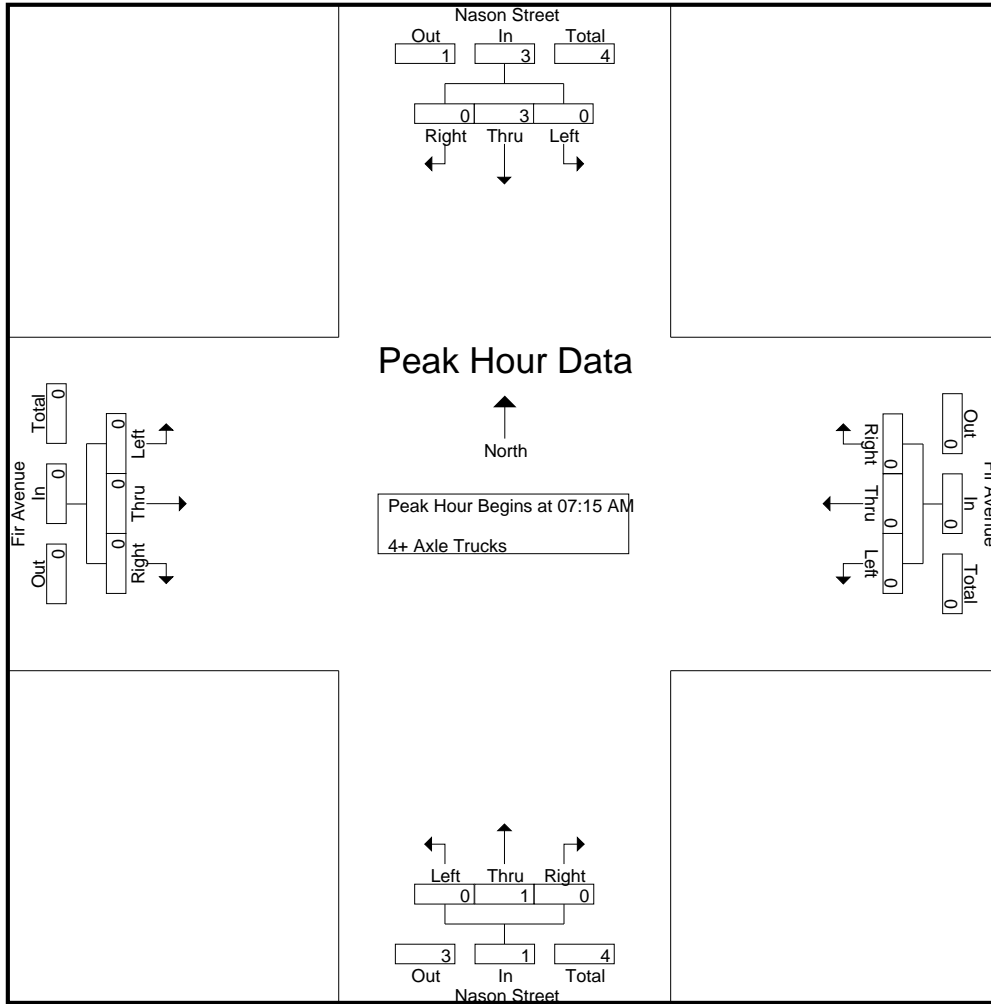 Nason Street
Out In Total
1 3 4
0 3 0
Right Thru Left
Peak Hour Data
North
Peak Hour Begins at 07:15 AM
4+ Axle Trucks
Fir Avenue
Out In Total
0 0 0
Left Thru Right
0 0 0
Fir Avenue
Out In Total
0 0 0
Right Thru Left
0 0 0
Left Thru Right
0 1 0
3 1 4
Out In Total
Nason Street